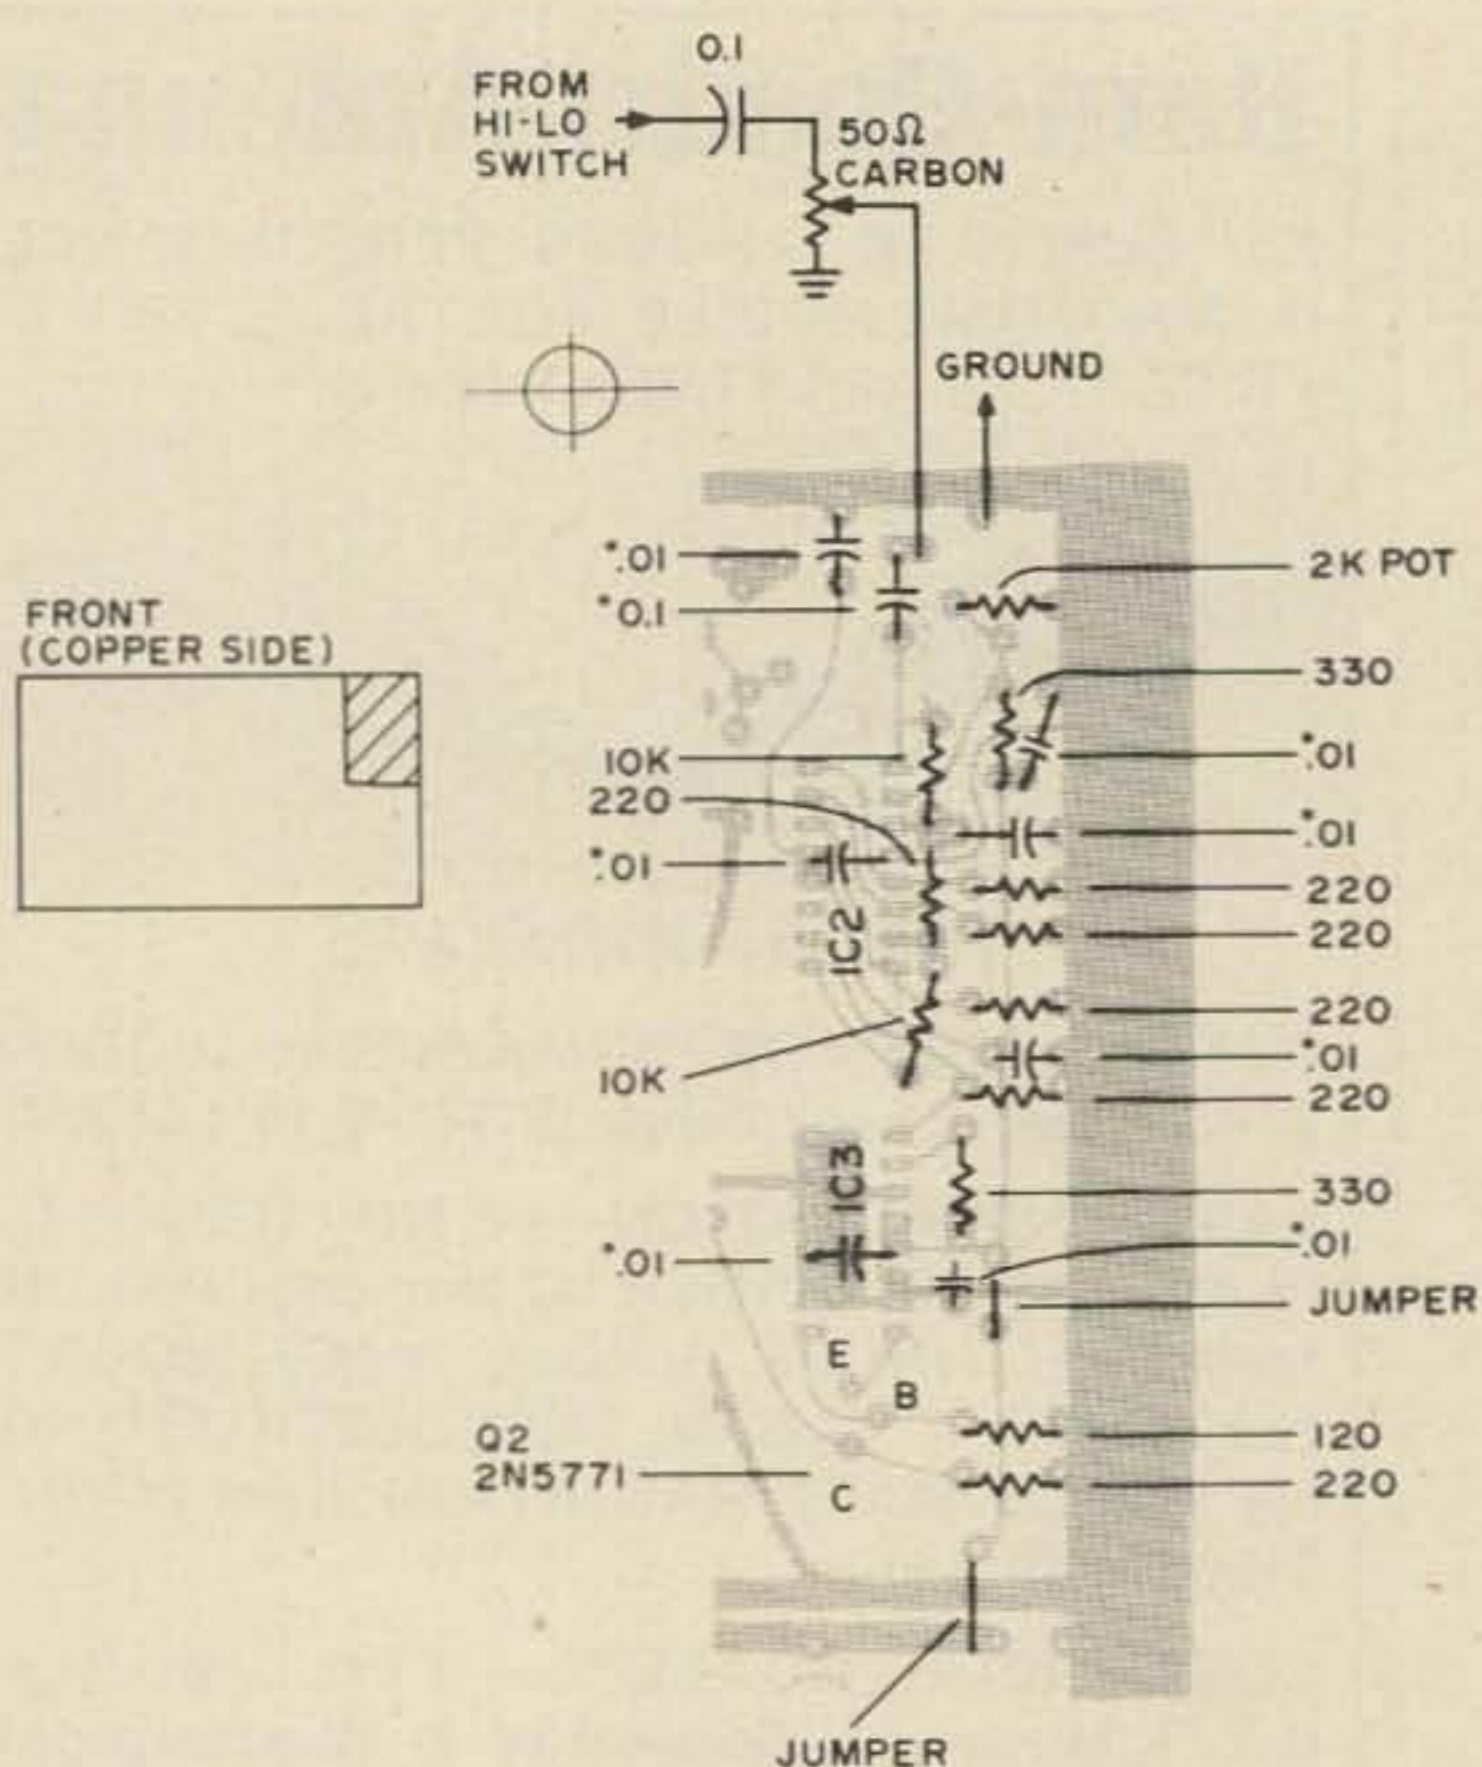 0.1
FROM
HI-LO
SWITCH
50Ω
CARBON
GROUND
*.01
*0.1
2K POT
FRONT
(COPPER SIDE)
330
10K
*.01
220
*.01
*.01
220
IC2
220
220
*.01
10K
220
IC3
330
*.01
*.01
JUMPER
E
B
Q2
2N5771
120
C
220
JUMPER